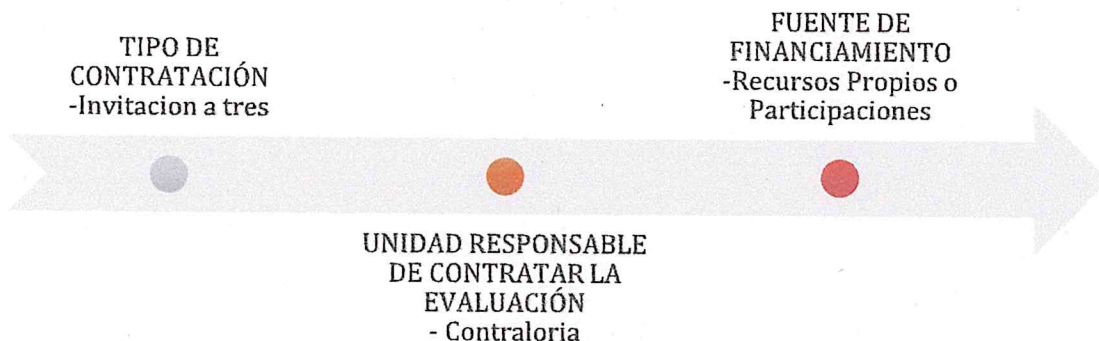 TIPO DE
CONTRATACIÓN
-Invitacion a tres
UNIDAD RESPONSABLE
DE CONTRATAR LA
EVALUACIÓN
- Contraloria
FUENTE DE
FINANCIAMIENTO
-Recursos Propios o
Participaciones